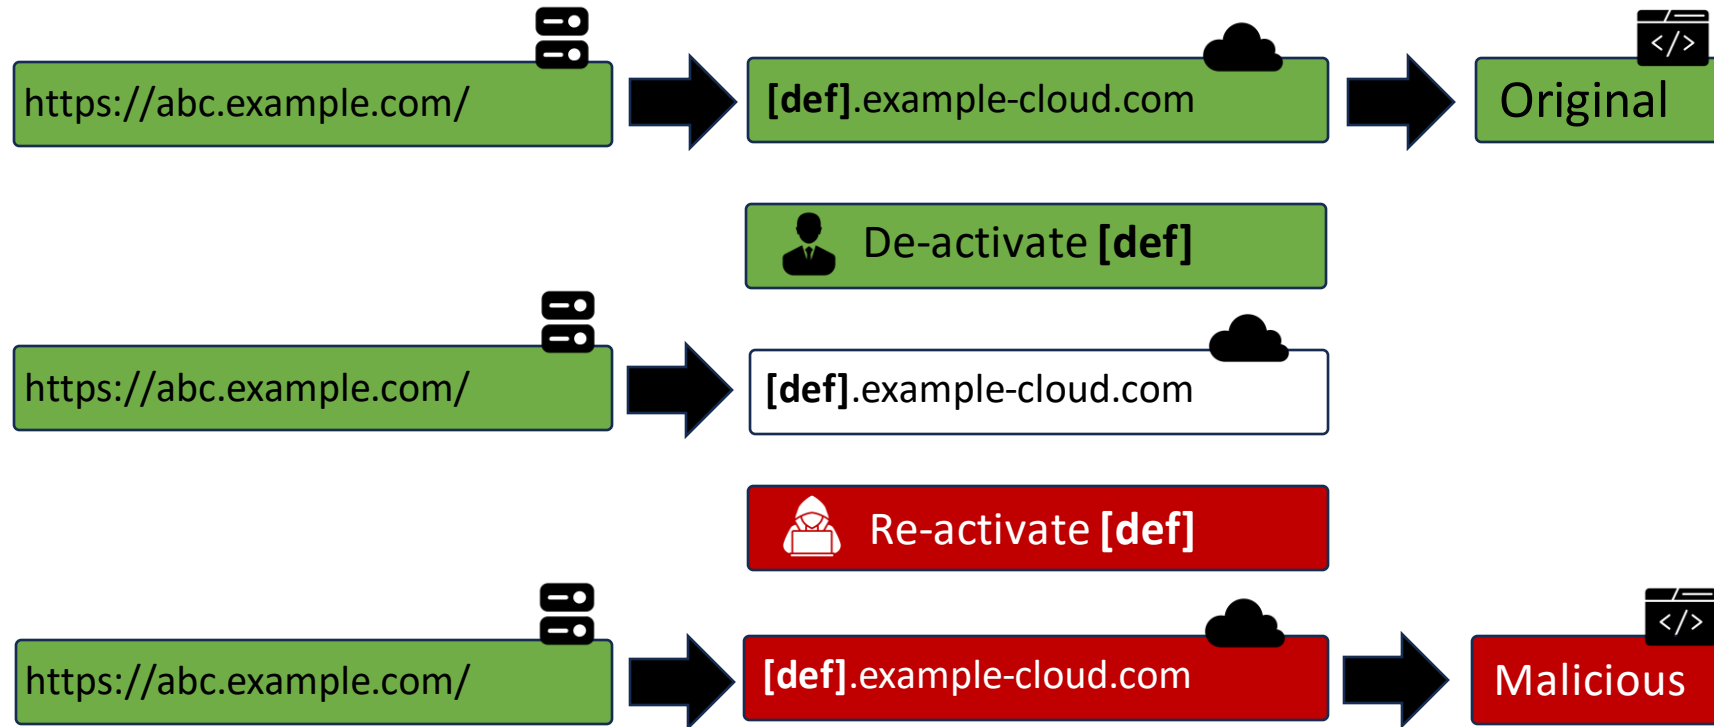 https://abc.example.com/
[def].example-cloud.com
Original
De-activate [def]
https://abc.example.com/
[def].example-cloud.com
Re-activate [def]
https://abc.example.com/
[def].example-cloud.com
Malicious